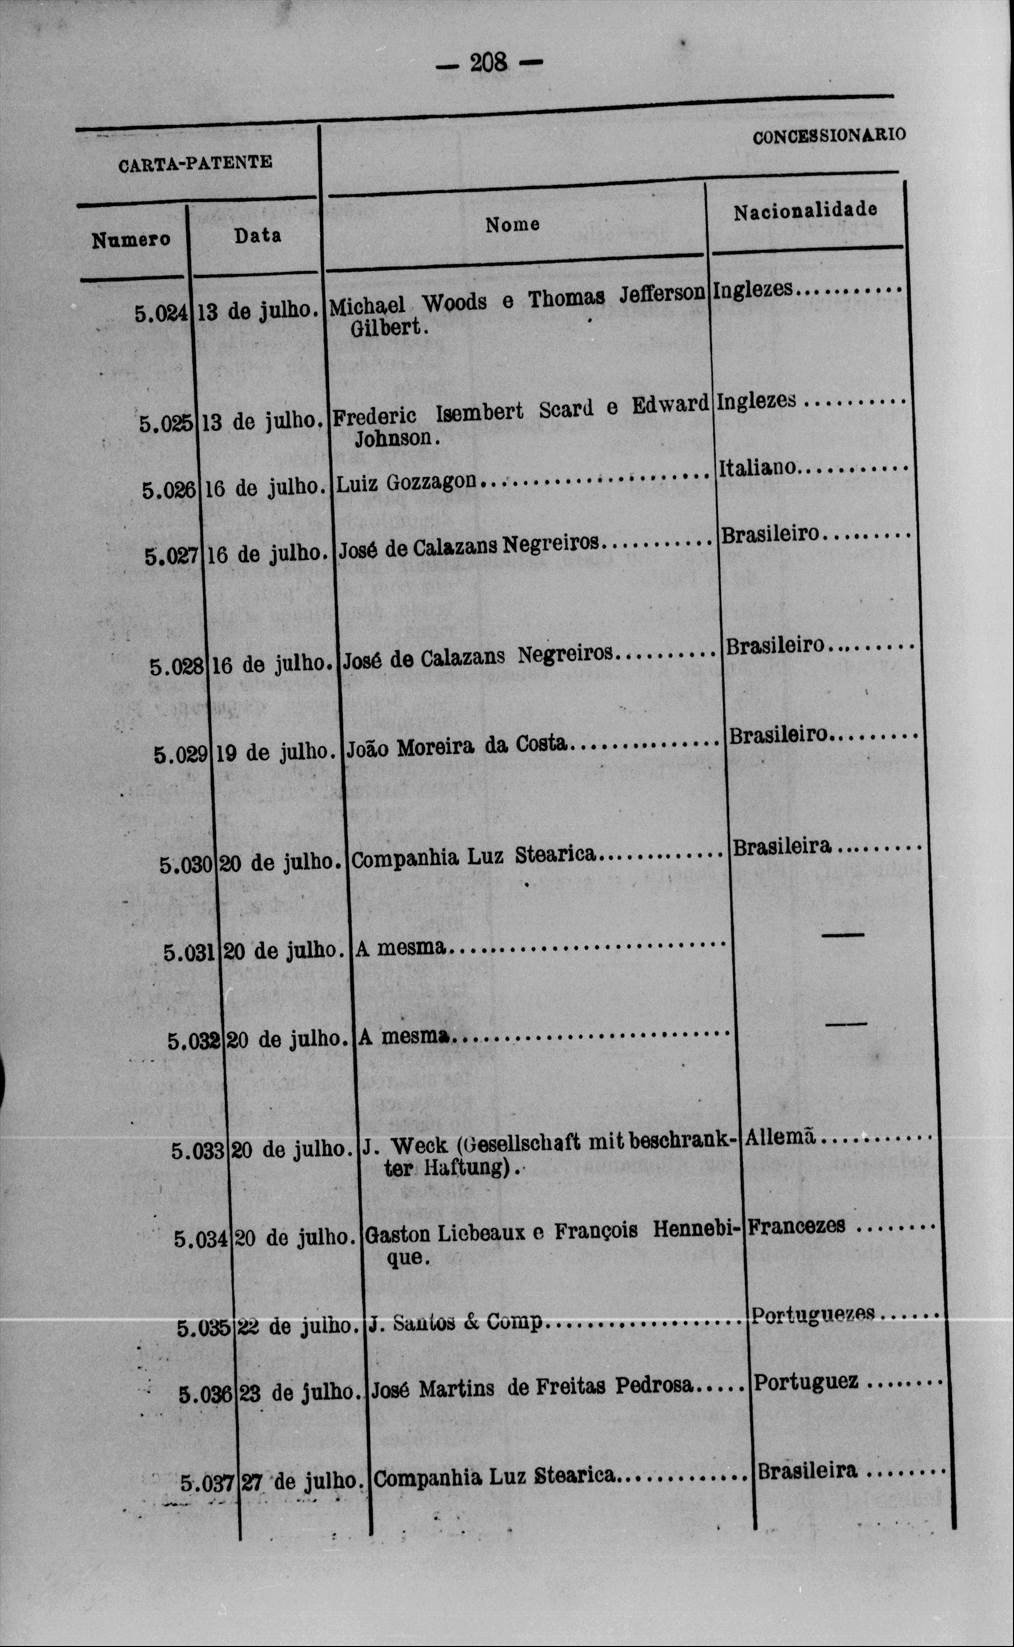 — 208 —
CARTA-PATENTE
CONCESSIONARIO
Numero
Data
Nome
Nacionalidade
5.024 13 de julho. Michael Woods e Thomas Jefferson Inglezes...........
Gilbert.
5.025 13 de julho. Frederic Isembert Scard e Edward Inglezes ..........
Johnson.
5.026 16 de julho. Luiz Gozzagon...................... Italiano...........
5.027 16 de julho. José de Calazans Negreiros........... Brasileiro.........
5.028 16 de julho. José de Calazans Negreiros.......... Brasileiro.........
5.029 19 de julho. João Moreira da Costa............... Brasileiro.........
5.030 20 de julho. Companhia Luz Stearica............. Brasileira .........
5.031 20 de julho. A mesma........................... —
5.032 20 de julho. A mesma........................... —
5.033 20 de julho. J. Weck (Gesellschaft mit beschrank- Allemã...........
ter Haftung).
5.034 20 de julho. Gaston Liebeaux e François Hennebi- Francezes ........
que.
5.035 22 de julho. J. Santos & Comp................... Portuguezes......
5.036 23 de julho. José Martins de Freitas Pedrosa..... Portuguez ........
5.037 27 de julho. Companhia Luz Stearica............. Brasileira ........